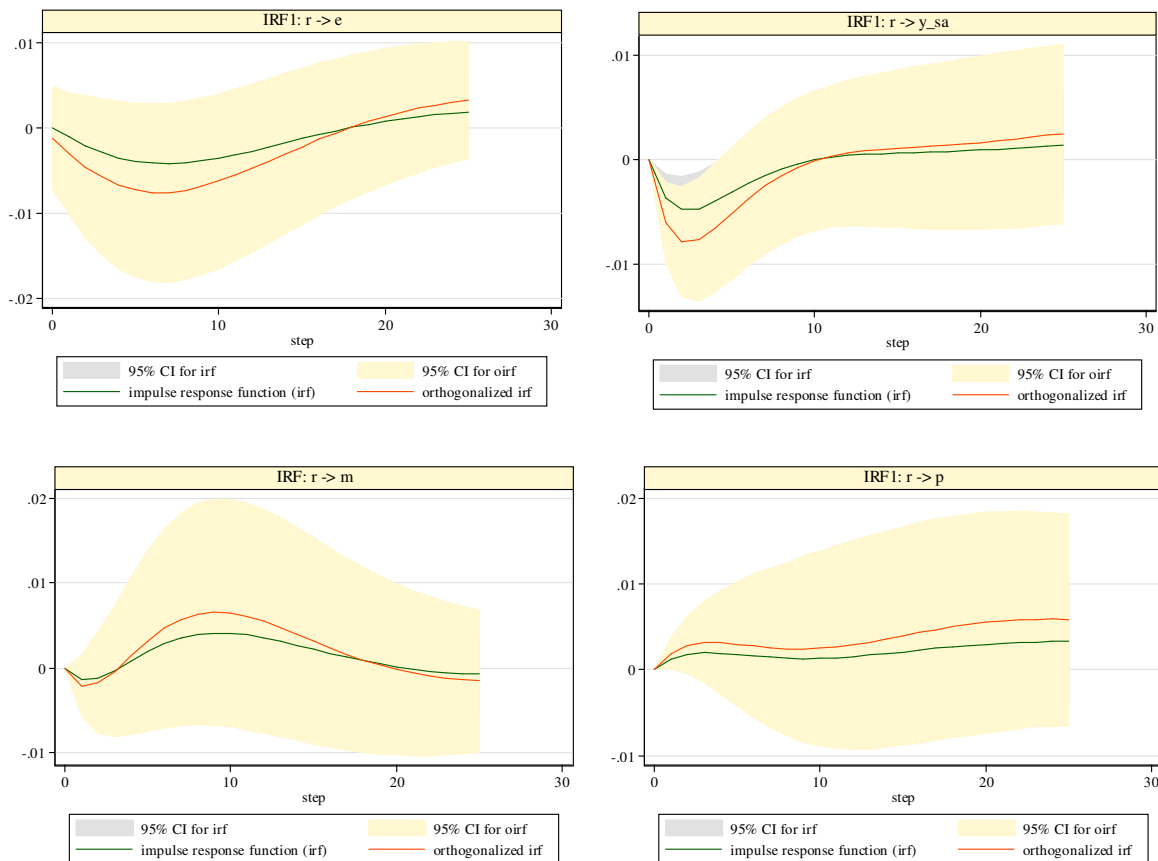 IRF1: r -> e
.01
0
-.01
-.02
0 10 20 30
step
95% CI for irf 95% CI for oirf
impulse response function (irf) orthogonalized irf
IRF1: r -> y_sa
.01
0
-.01
0 10 20 30
step
95% CI for irf 95% CI for oirf
impulse response function (irf) orthogonalized irf
IRF: r -> m
.02
.01
0
-.01
0 10 20 30
step
95% CI for irf 95% CI for oirf
impulse response function (irf) orthogonalized irf
IRF1: r -> p
.02
.01
0
-.01
0 10 20 30
step
95% CI for irf 95% CI for oirf
impulse response function (irf) orthogonalized irf